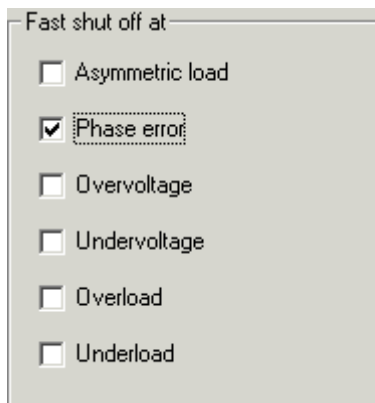 Fast shut off at
Asymmetric load
Phase error
Overvoltage
Undervoltage
Overload
Underload